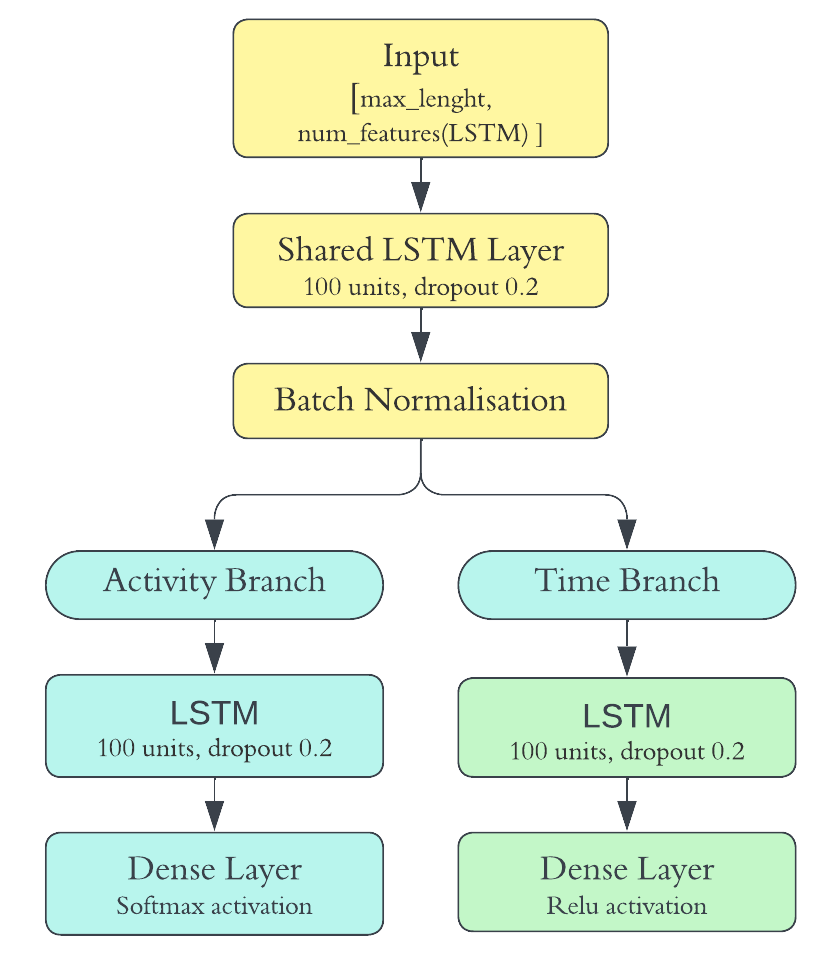 Input
[max_lenght,
num_features(LSTM) ]
Shared LSTM Layer
100 units, dropout 0.2
Batch Normalisation
Activity Branch
Time Branch
LSTM
100 units, dropout 0.2
LSTM
100 units, dropout 0.2
Dense Layer
Softmax activation
Dense Layer
Relu activation